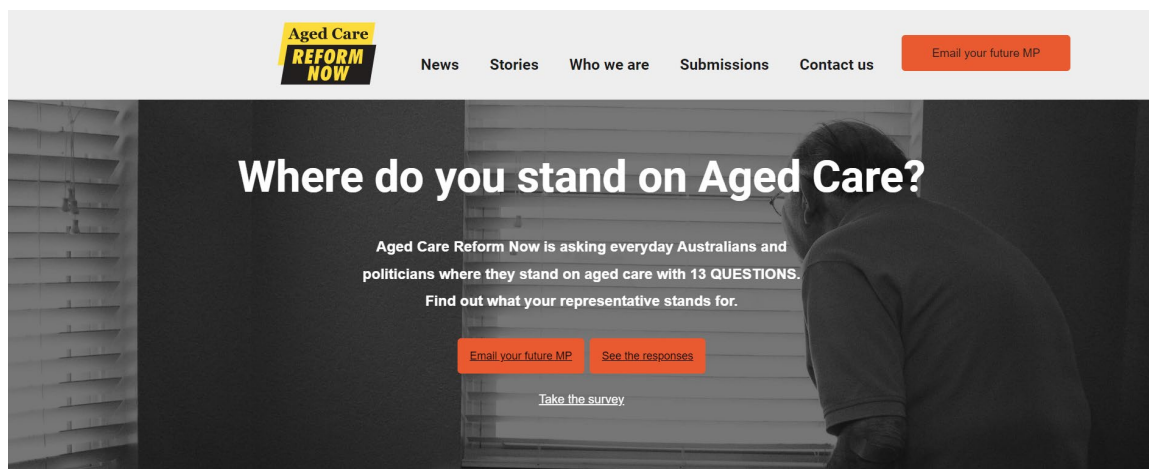 Aged Care
REFORM
NOW
News
Stories
Who we are
Submissions
Contact us
Email your future MP
Where do you stand on Aged Care?
Aged Care Reform Now is asking everyday Australians and
politicians where they stand on aged care with 13 QUESTIONS.
Find out what your representative stands for.
Email your future MP
See the responses
Take the survey